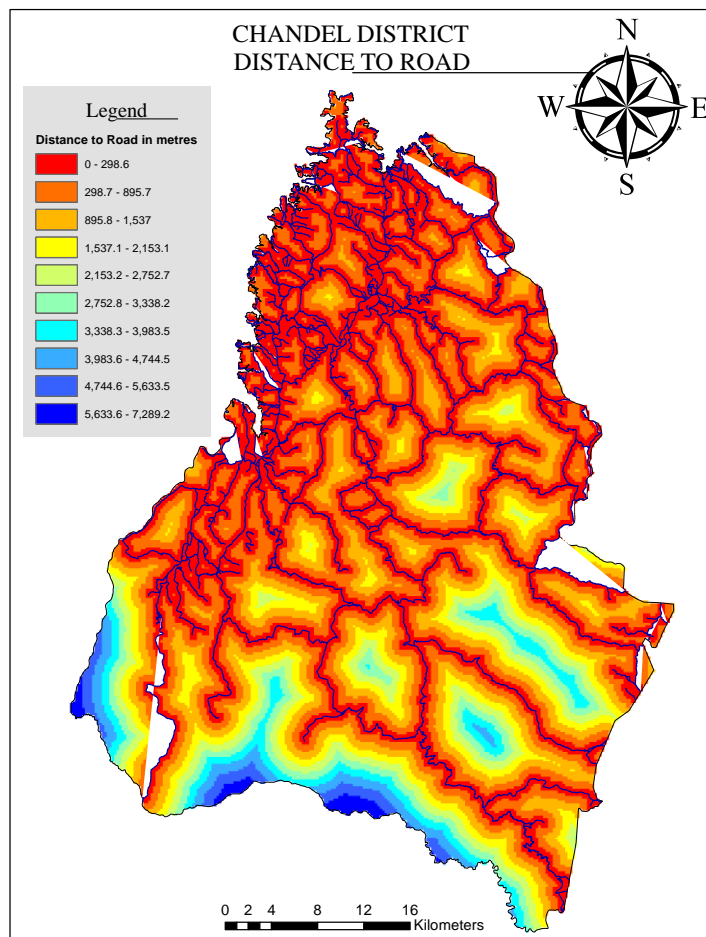 CHANDEL DISTRICT
DISTANCE TO ROAD
N
W
E
S
Legend
Distance to Road in metres
0 - 298.6
298.7 - 895.7
895.8 - 1,537
1,537.1 - 2,153.1
2,153.2 - 2,752.7
2,752.8 - 3,338.2
3,338.3 - 3,983.5
3,983.6 - 4,744.5
4,744.6 - 5,633.5
5,633.6 - 7,289.2
0 2 4 8 12 16
Kilometers